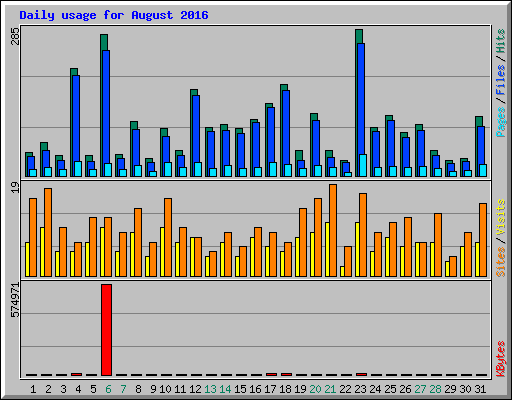 Daily usage for August 2016
285
Pages / Files / Hits
19
Sites / Visits
574971
KBytes
1 2 3 4 5 6 7 8 9 10 11 12 13 14 15 16 17 18 19 20 21 22 23 24 25 26 27 28 29 30 31